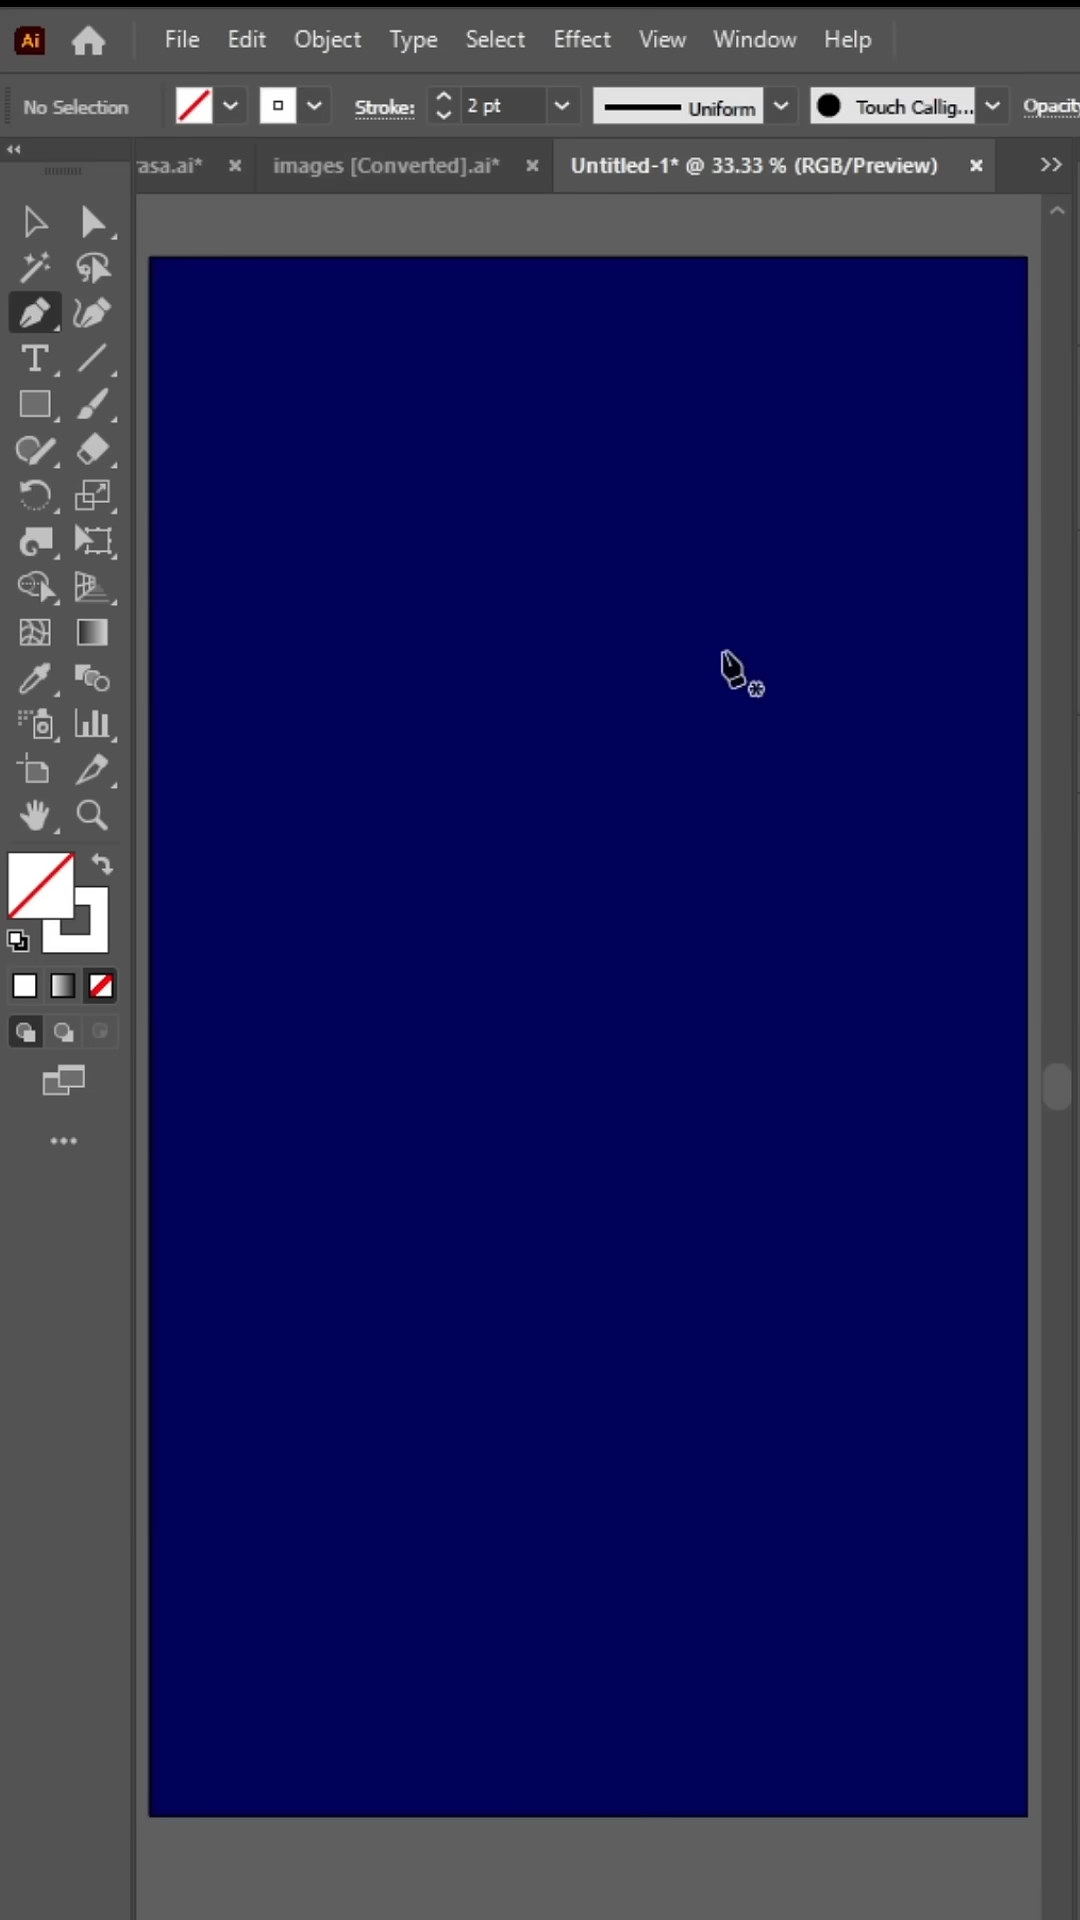 Ai File Edit Object Type Select Effect View Window Help
No Selection Stroke: 2 pt Uniform Touch Callig... Opacity
asa.ai* × images [Converted].ai* × Untitled-1* @ 33.33 % (RGB/Preview) ×
T